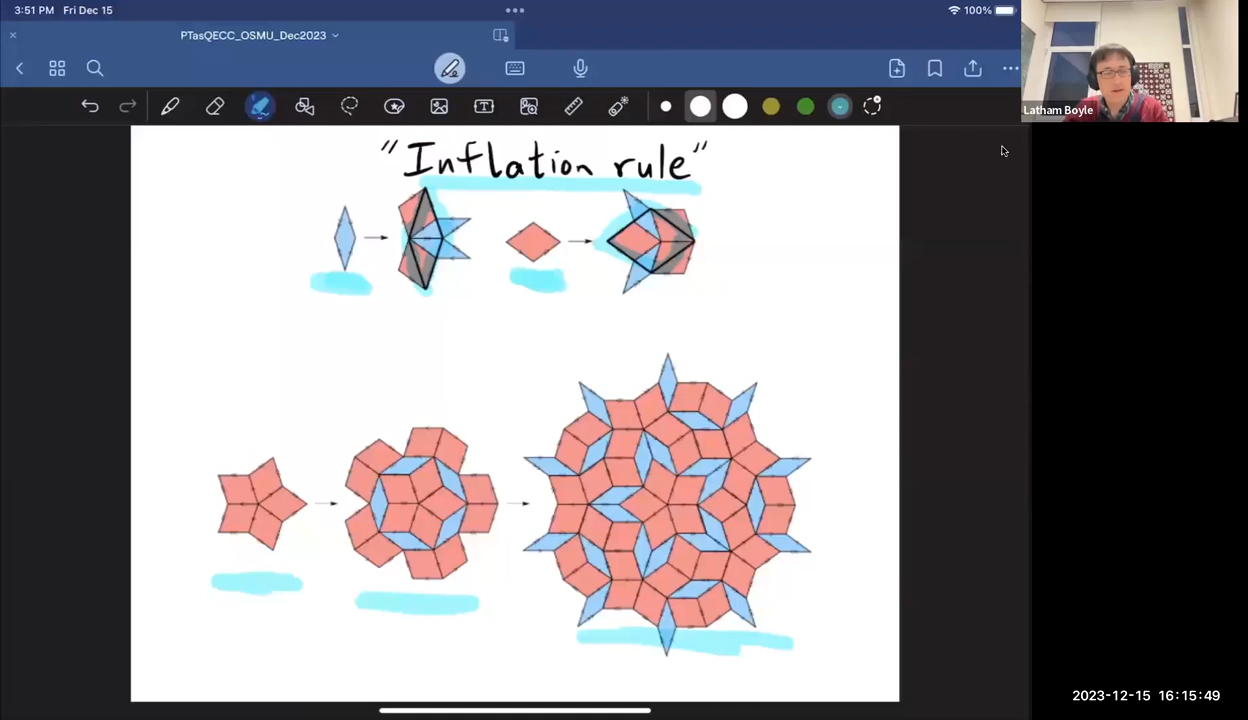 3:51 PM Fri Dec 15
100%
PTasQECC_OSMU_Dec2023
Latham Boyle
"Inflation rule"
2023-12-15 16:15:49